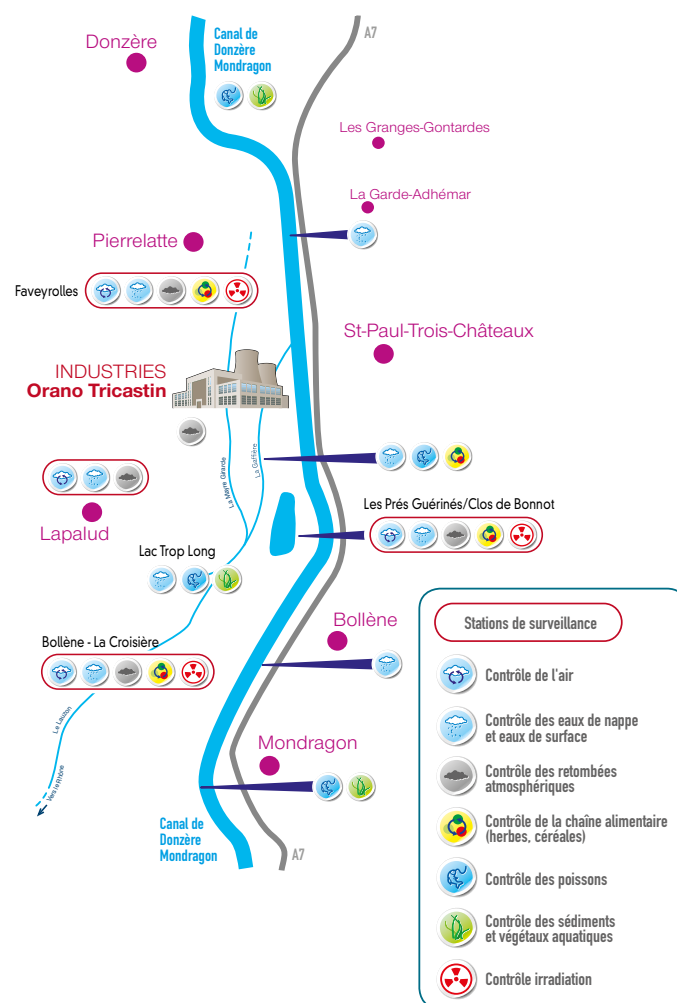 Donzère
Canal de
Donzère
Mondragon
A7
Les Granges-Gontardes
La Garde-Adhémar
Pierrelatte
Faveyrolles
St-Paul-Trois-Châteaux
INDUSTRIES
Orano Tricastin
La Mayre Girarde
La Gaffière
Lapalud
Les Prés Guérinés/Clos de Bonnot
Lac Trop Long
Bollène - La Croisière
Bollène
Le Lauzon
Vers le Rhône
Mondragon
Canal de
Donzère
Mondragon
A7
Stations de surveillance
Contrôle de l'air
Contrôle des eaux de nappe
et eaux de surface
Contrôle des retombées
atmosphériques
Contrôle de la chaîne alimentaire
(herbes, céréales)
Contrôle des poissons
Contrôle des sédiments
et végétaux aquatiques
Contrôle irradiation